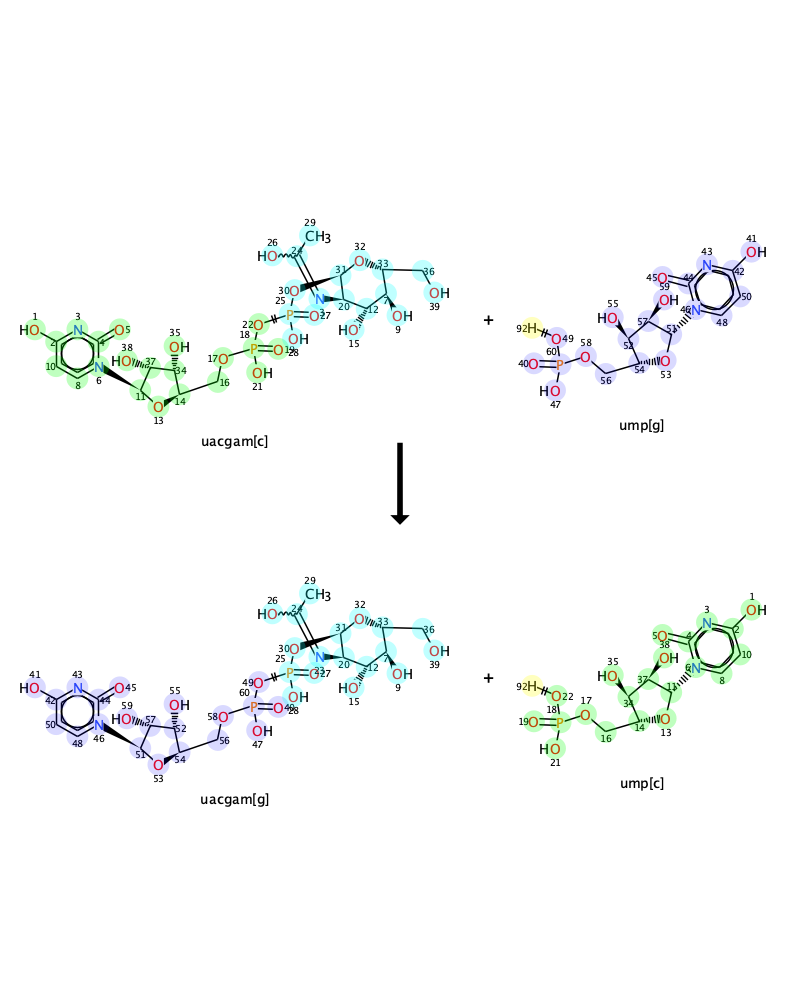 29
CH3
26
HO
24
32
O
31
33
36
30
O
25
N
20
12
9
OH
OH
39
HO
15
22
O
P
O
27
OH
28
18
P
O
19
OH
21
17
O
16
1
HO
2
3
N
4
O
5
10
8
N
6
38
HO
37
35
OH
34
11
O
13
14
uacgam[c]
+
41
OH
43
N
42
44
45
O
50
46
N
48
59
OH
57
55
HO
52
51
54
O
53
92
H
O
49
60
58
O
40
O
P
56
HO
47
ump[g]
29
CH3
26
HO
24
32
O
31
33
36
30
O
25
N
20
12
9
OH
OH
39
HO
15
49
O
P
O
27
OH
28
60
P
O
OH
47
58
O
56
41
HO
42
43
N
44
O
45
50
48
N
46
59
HO
57
55
OH
52
51
O
53
54
uacgam[g]
+
1
OH
3
N
2
4
5
O
10
6
N
8
38
OH
37
35
HO
34
11
14
O
13
92
H
O
22
18
17
O
19
O
P
16
HO
21
ump[c]